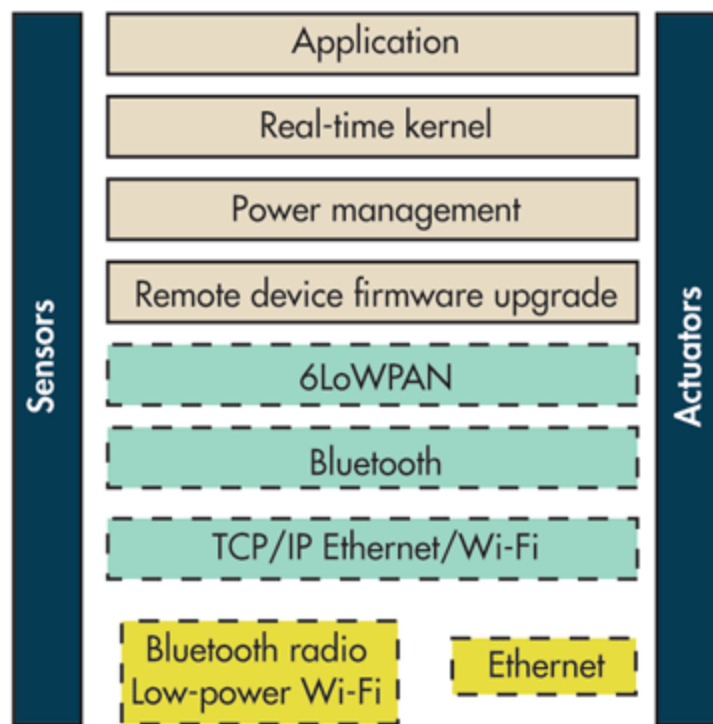 Application
Real-time kernel
Power management
Remote device firmware upgrade
6LoWPAN
Bluetooth
TCP/IP Ethernet/Wi-Fi
Bluetooth radio
Low-power Wi-Fi
Ethernet
Sensors
Actuators